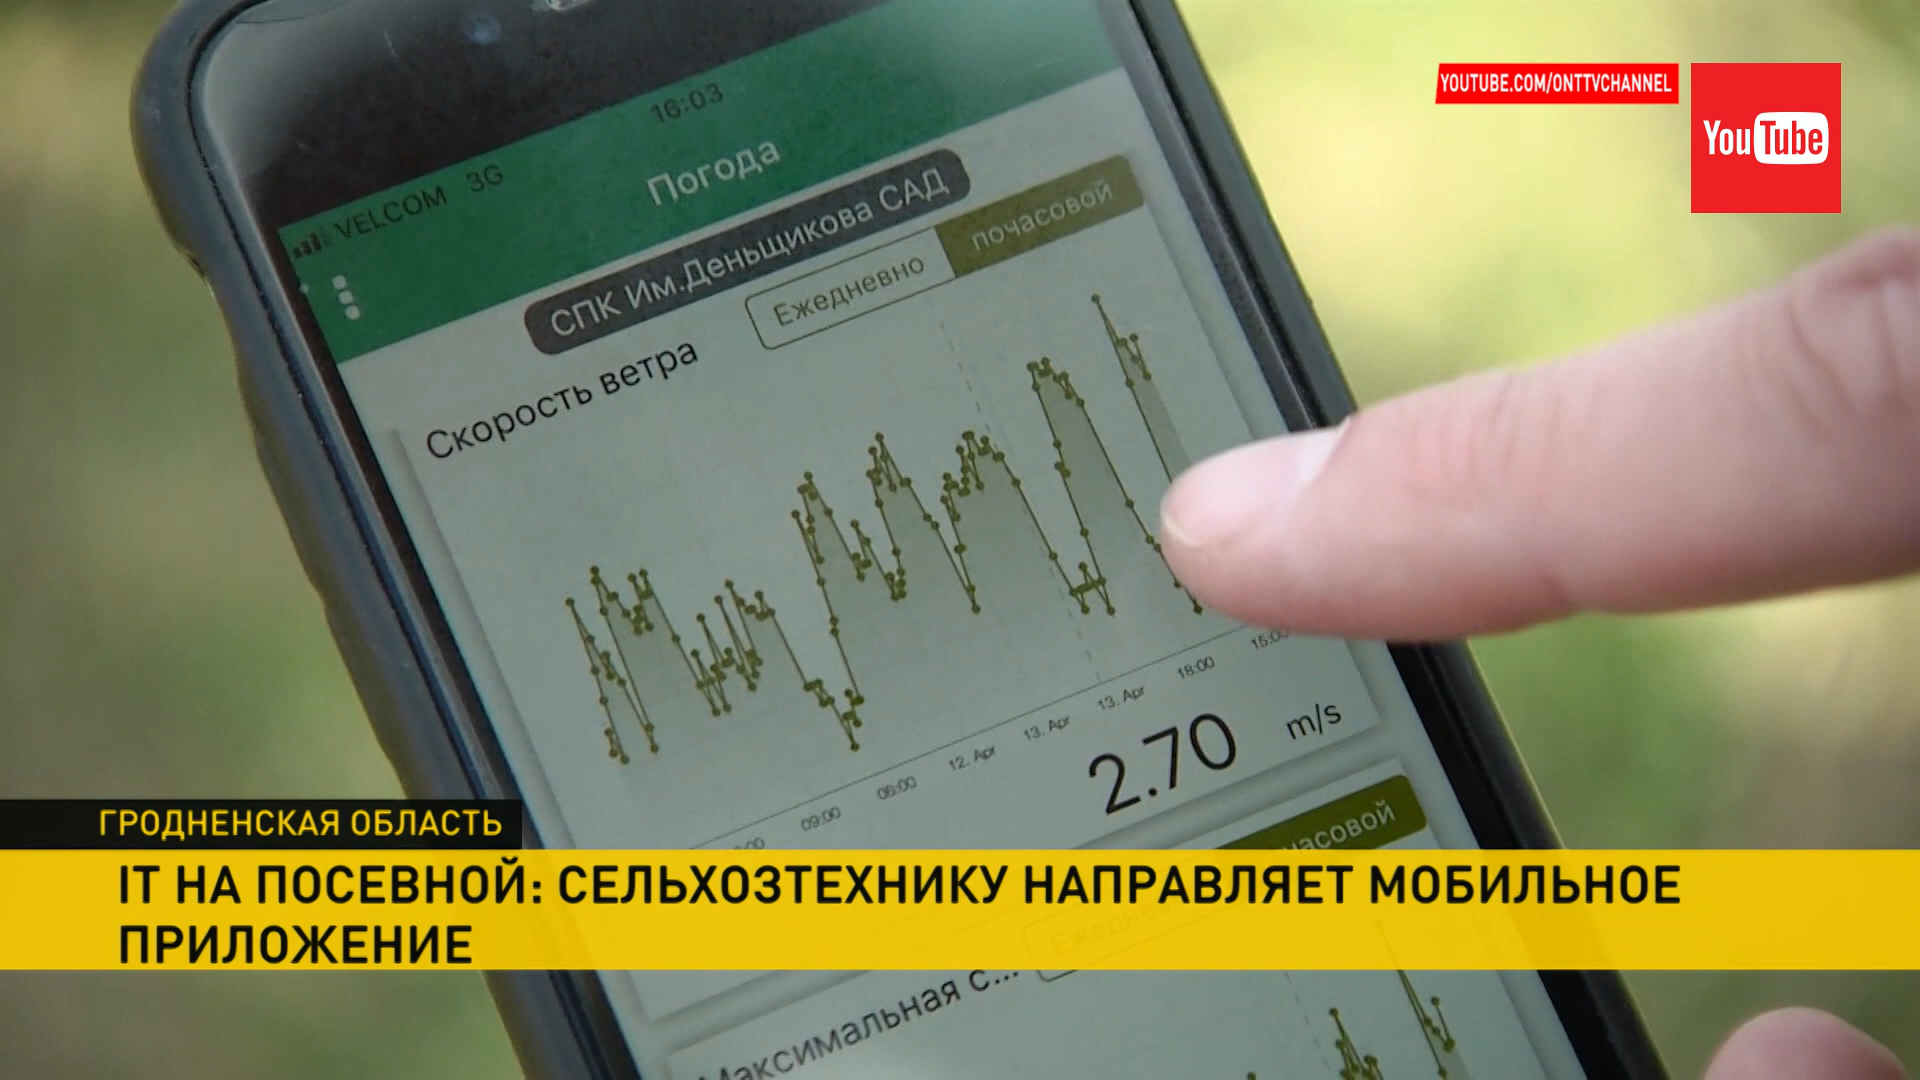 YOUTUBE.COM/ONTTVCHANNEL
YouTube
16:03
VELCOM 3G
Погода
СПК Им.Деньщикова САД
Ежедневно
почасовой
Скорость ветра
09:00
06:00
12. Apr
13. Apr
13. Apr
18:00
15:00
2.70 m/s
ГРОДНЕНСКАЯ ОБЛАСТЬ
IT НА ПОСЕВНОЙ: СЕЛЬХОЗТЕХНИКУ НАПРАВЛЯЕТ МОБИЛЬНОЕ
ПРИЛОЖЕНИЕ
Максимальная с...